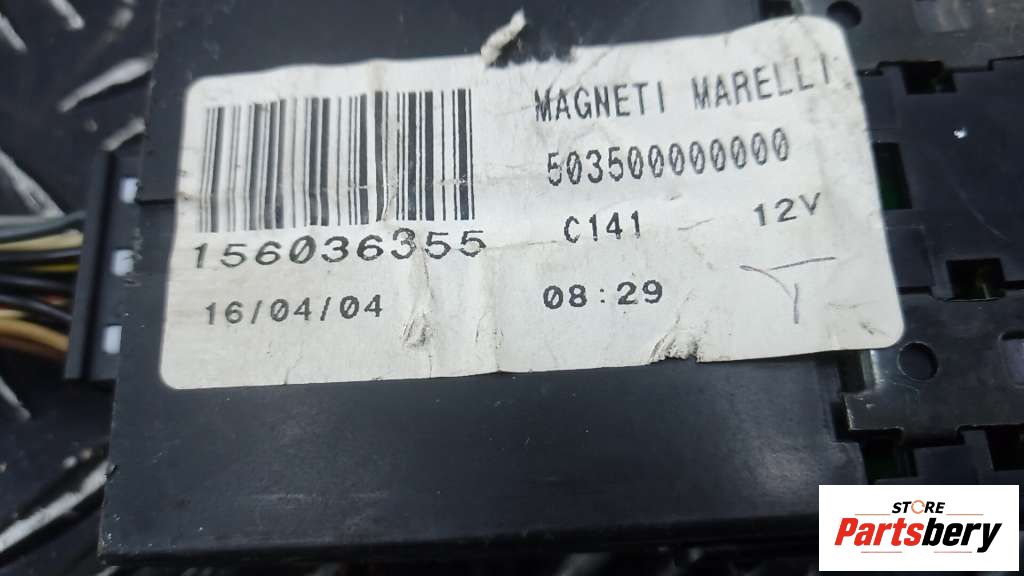 MAGNETI MARELLI
503500000000
C141 12V
156036355
16/04/04 08:29
STORE
Partsbery